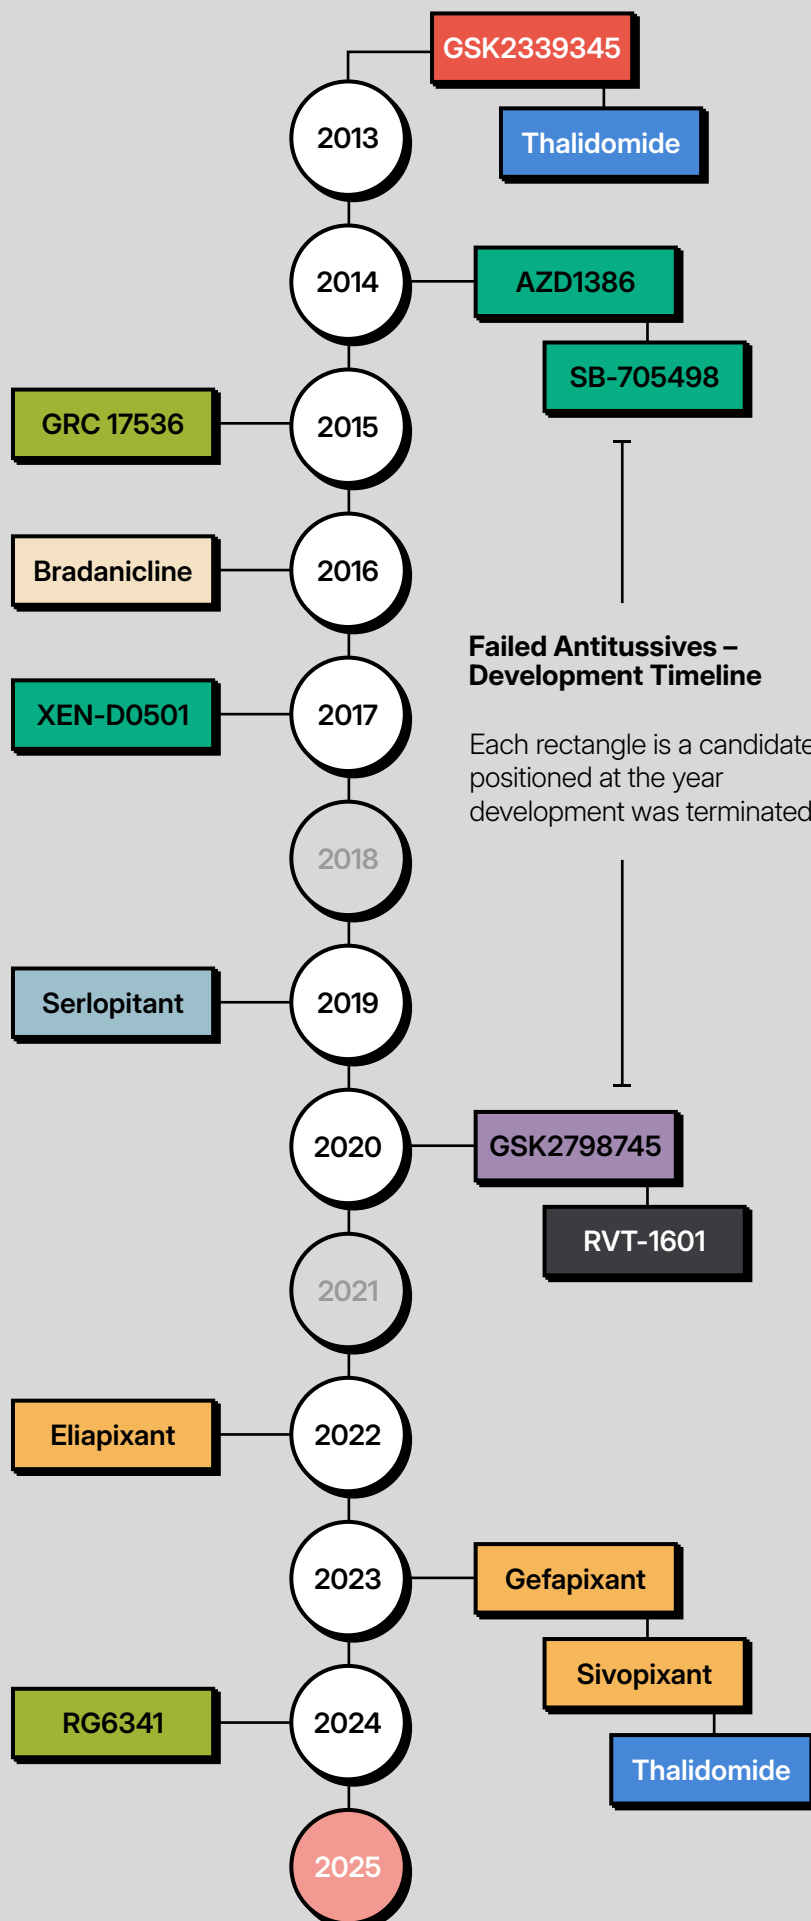 GSK2339345
2013
Thalidomide
2014
AZD1386
SB-705498
GRC 17536
2015
Bradanicline
2016
Failed Antitussives –
Development Timeline
XEN-D0501
2017
Each rectangle is a candidate
positioned at the year
development was terminated
2018
Serlopitant
2019
2020
GSK2798745
RVT-1601
2021
Eliapixant
2022
2023
Gefapixant
Sivopixant
RG6341
2024
Thalidomide
2025